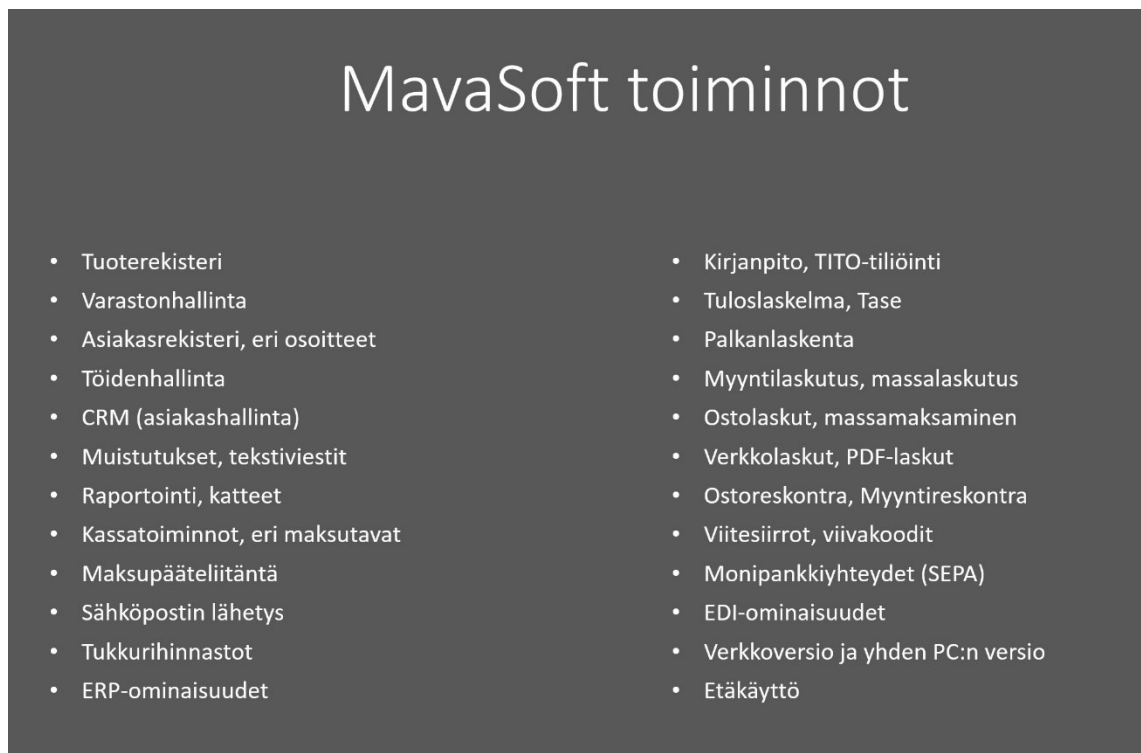 MavaSoft toiminnot
• Tuoterekisteri
• Varastonhallinta
• Asiakasrekisteri, eri osoitteet
• Töidenhallinta
• CRM (asiakashallinta)
• Muistutukset, tekstiviestit
• Raportointi, katteet
• Kassatoiminnot, eri maksutavat
• Maksupääteliitäntä
• Sähköpostin lähetys
• Tukkurihinnastot
• ERP-ominaisuudet
• Kirjanpito, TITO-tiliöinti
• Tuloslaskelma, Tase
• Palkanlaskenta
• Myyntilaskutus, massalaskutus
• Ostolaskut, massamaksaminen
• Verkkolaskut, PDF-laskut
• Ostoreskontra, Myyntireskontra
• Viitesiirrot, viivakoodit
• Monipankkiyhteydet (SEPA)
• EDI-ominaisuudet
• Verkkoversio ja yhden PC:n versio
• Etäkäyttö